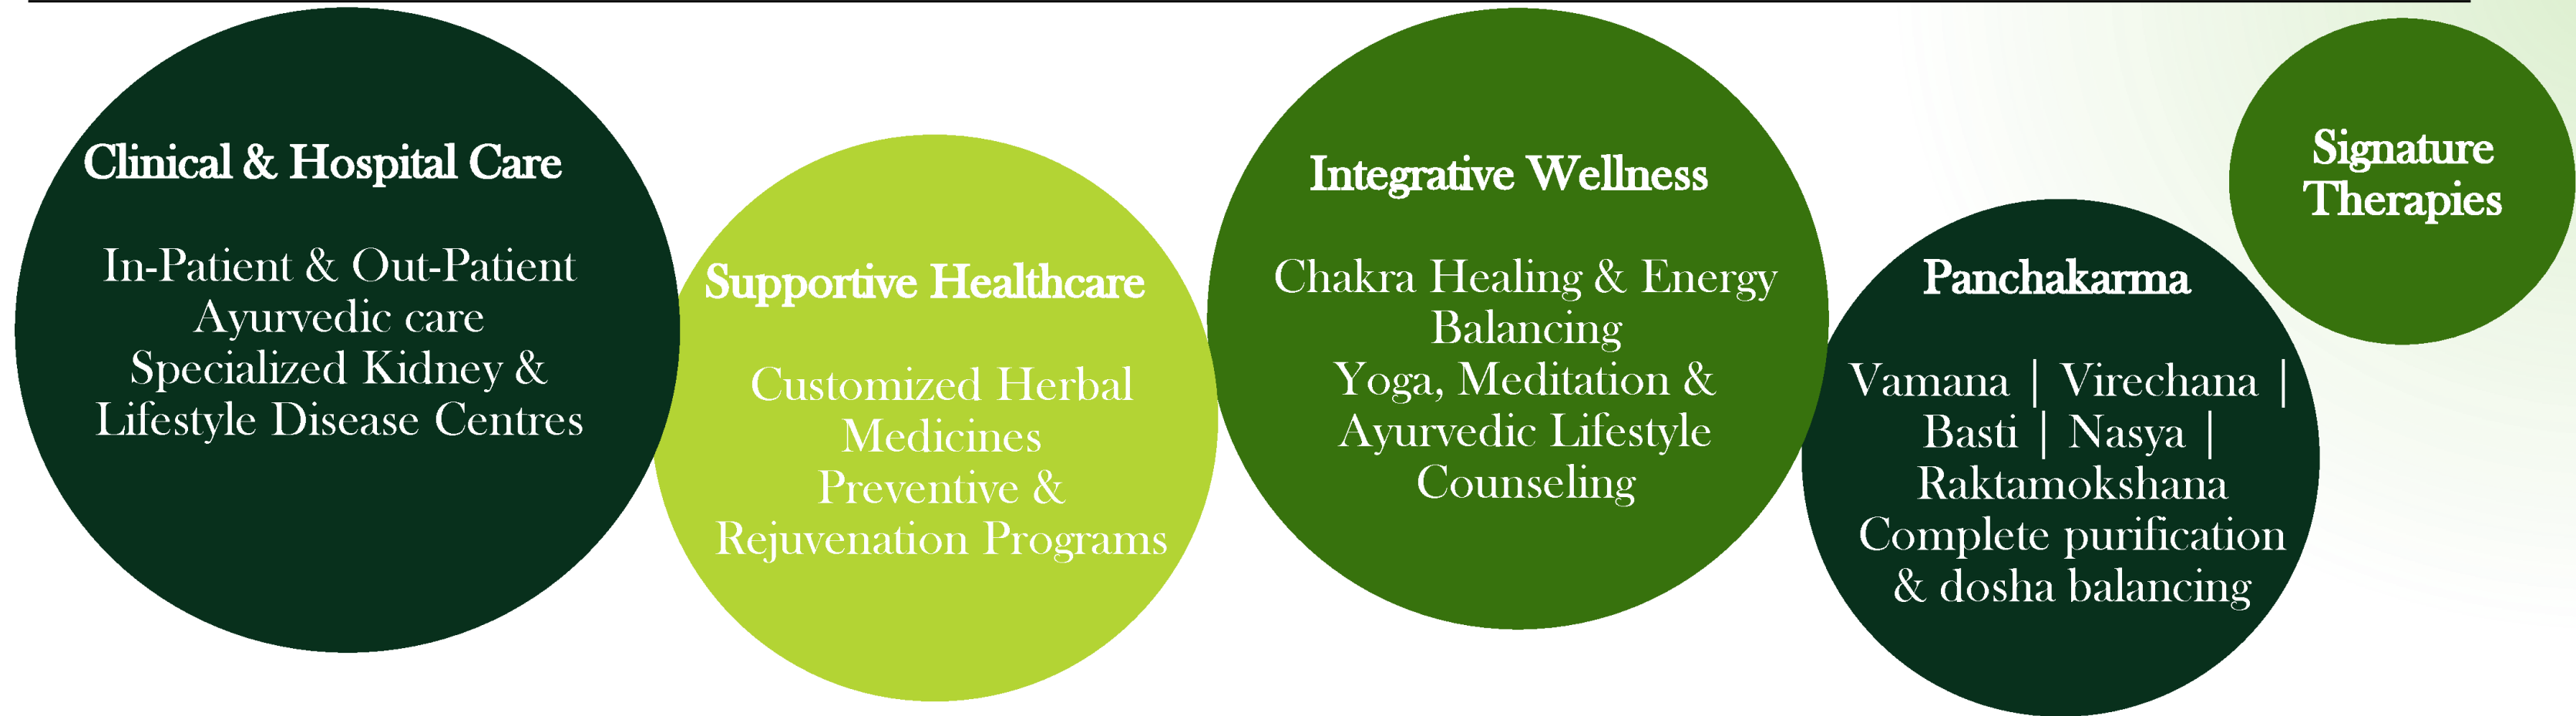 Clinical & Hospital Care
In-Patient & Out-Patient
Ayurvedic care
Specialized Kidney &
Lifestyle Disease Centres
Supportive Healthcare
Customized Herbal
Medicines
Preventive &
Rejuvenation Programs
Integrative Wellness
Chakra Healing & Energy
Balancing
Yoga, Meditation &
Ayurvedic Lifestyle
Counseling
Panchakarma
Vamana | Virechana |
Basti | Nasya |
Raktamokshana
Complete purification
& dosha balancing
Signature
Therapies